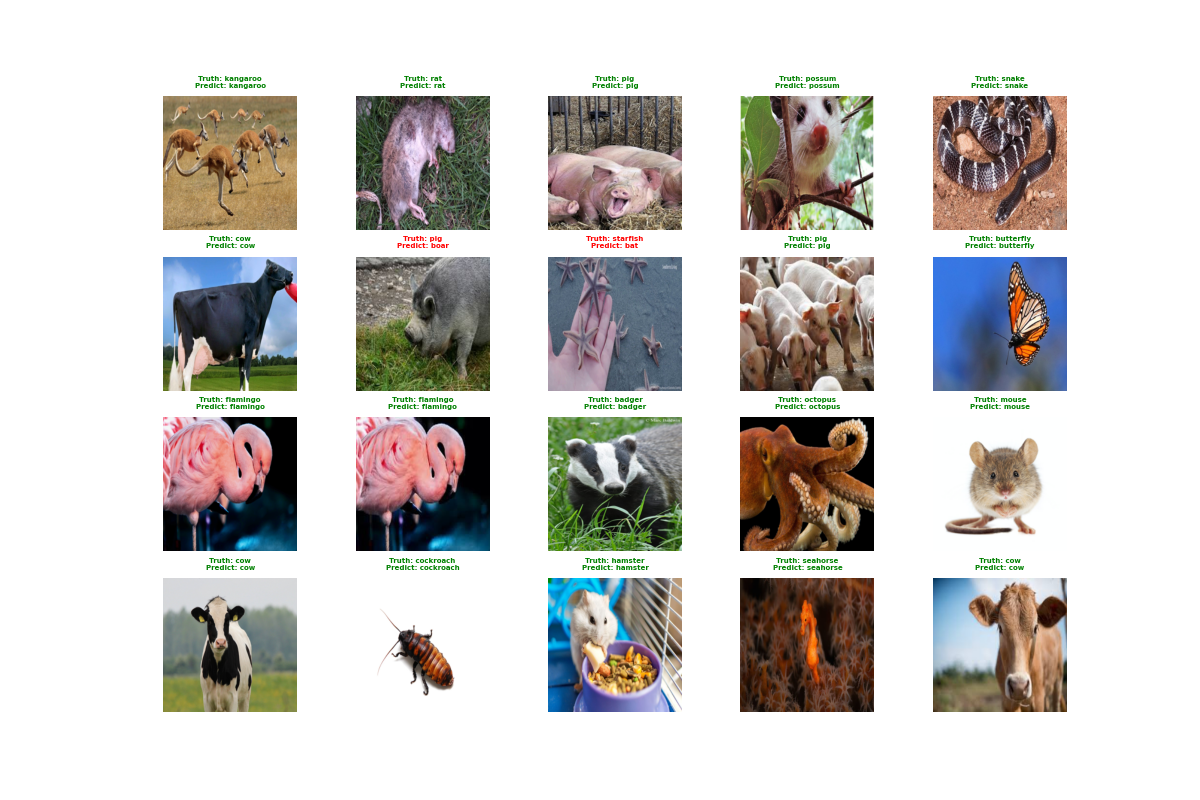 Truth: kangaroo
Predict: kangaroo
Truth: rat
Predict: rat
Truth: pig
Predict: pig
Truth: possum
Predict: possum
Truth: snake
Predict: snake
Truth: cow
Predict: cow
Truth: pig
Predict: boar
Truth: starfish
Predict: bat
Truth: pig
Predict: pig
Truth: butterfly
Predict: butterfly
Truth: flamingo
Predict: flamingo
Truth: flamingo
Predict: flamingo
Truth: badger
Predict: badger
Truth: octopus
Predict: octopus
Truth: mouse
Predict: mouse
Truth: cow
Predict: cow
Truth: cockroach
Predict: cockroach
Truth: hamster
Predict: hamster
Truth: seahorse
Predict: seahorse
Truth: cow
Predict: cow